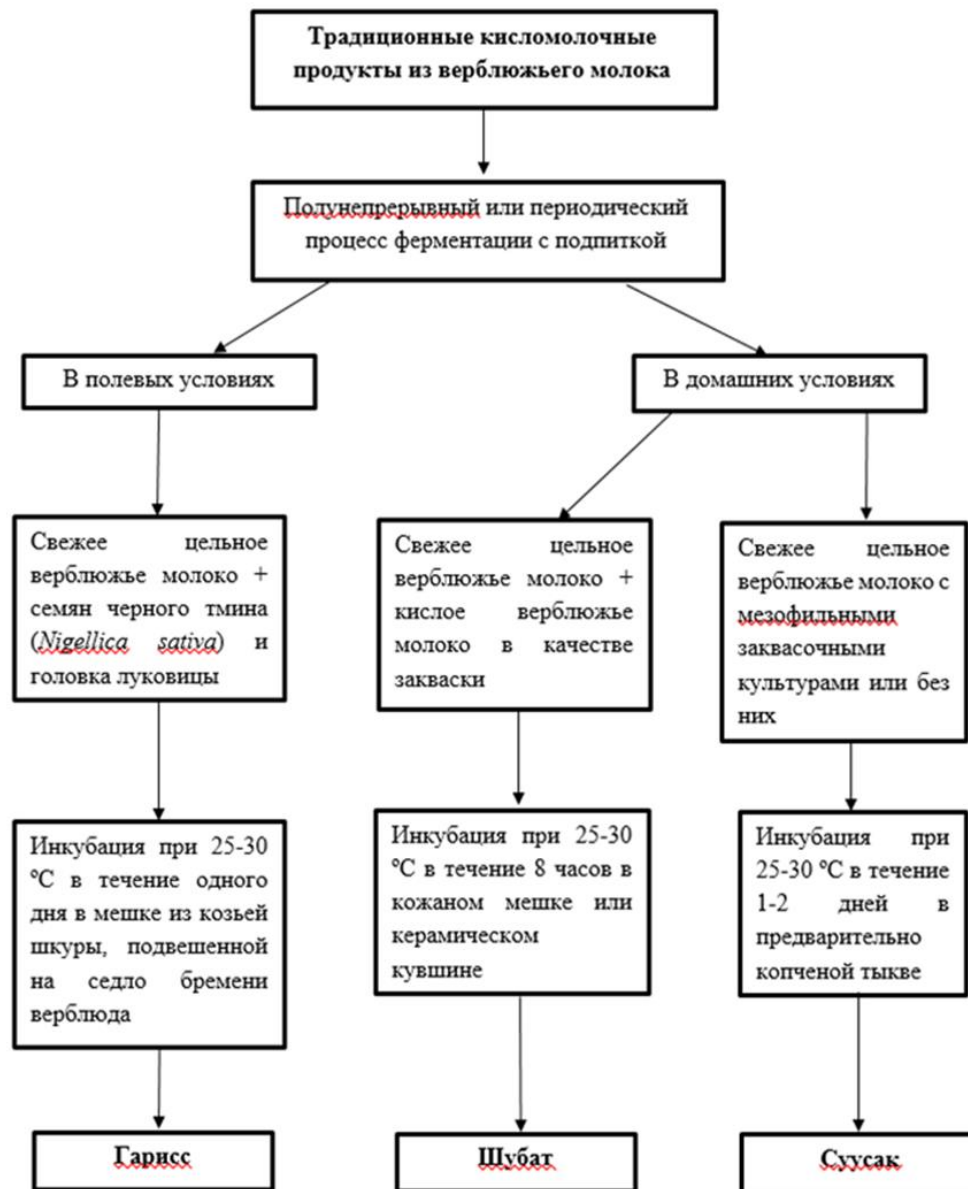 Традиционные кисломолочные
продукты из верблюжьего молока
Полунепрерывный или периодический
процесс ферментации с подпиткой
В полевых условиях
В домашних условиях
Свежее цельное
верблюжье молоко +
семян черного тмина
(Nigellica sativa) и
головка луковицы
Свежее цельное
верблюжье молоко +
кислое верблюжье
молоко в качестве
закваски
Свежее цельное
верблюжье молоко с
мезофильными
заквасочными
культурами или без
них
Инкубация при 25-30
ºС в течение одного
дня в мешке из козьей
шкуры, подвешенной
на седло бремени
верблюда
Инкубация при 25-30
ºС в течение 8 часов в
кожаном мешке или
керамическом
кувшине
Инкубация при
25-30 ºС в течение
1-2 дней в
предварительно
копченой тыкве
Гарисс
Шубат
Суусак